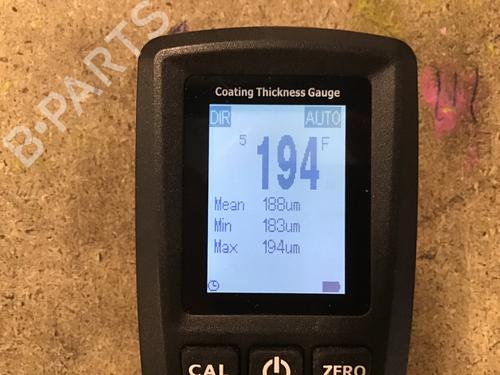 B-PARTS
Coating Thickness Gauge
DIR AUTO
5 194 F
Mean 188um
Min 183um
Max 194um
CAL ZERO